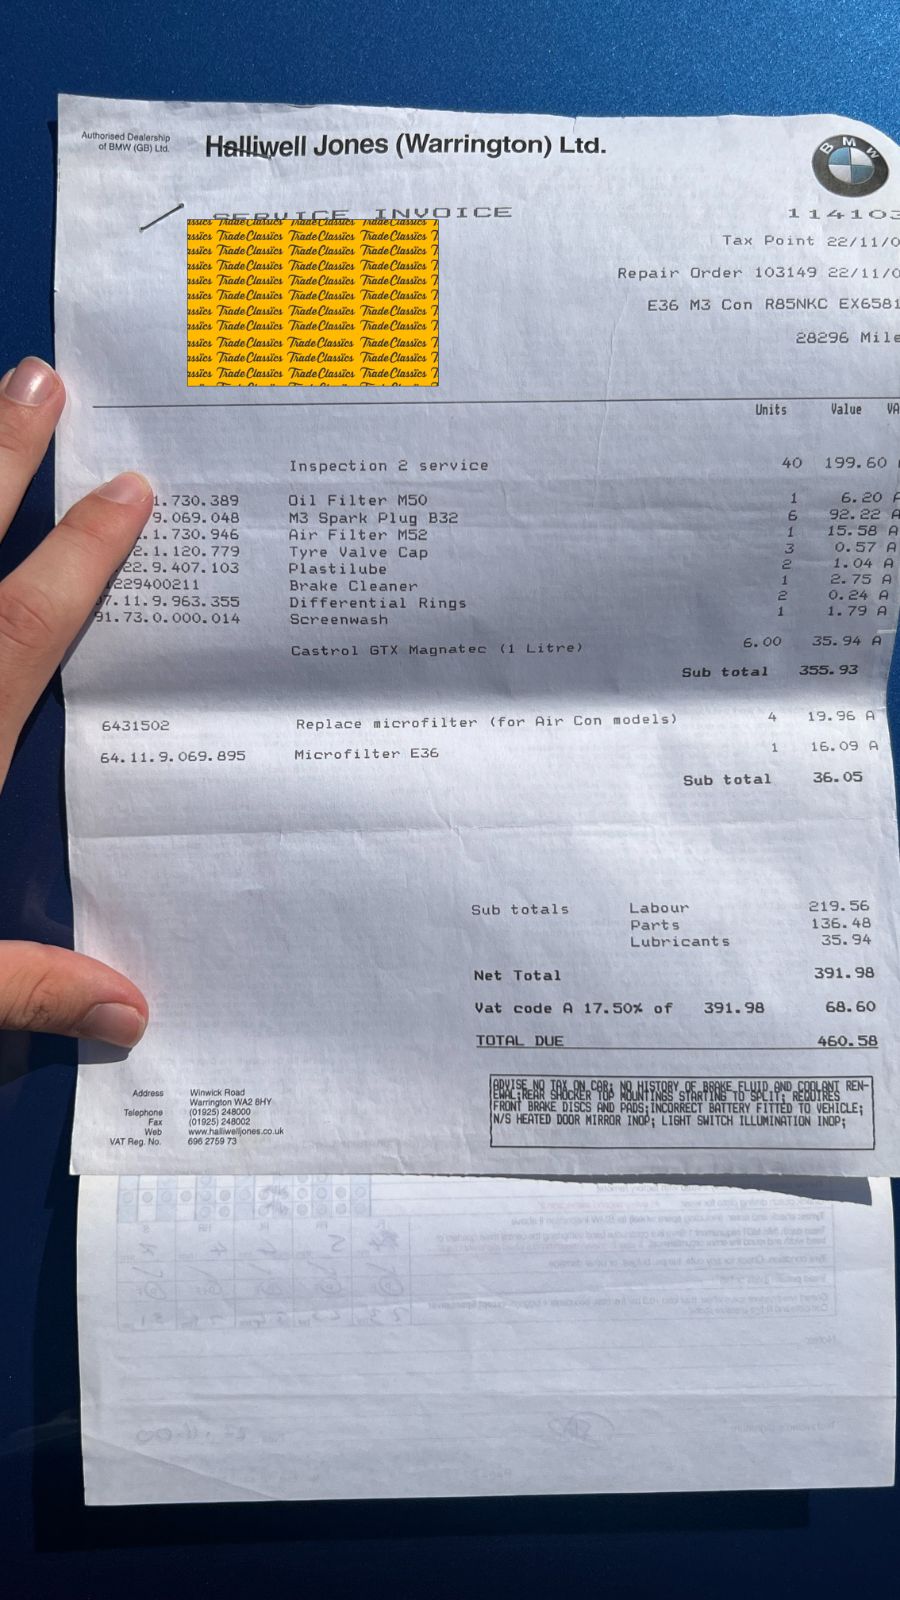 Authorised Dealership
of BMW (GB) Ltd.
Halliwell Jones (Warrington) Ltd.
BMW
SERVICE INVOICE
114103
Tax Point 22/11/0
Repair Order 103149 22/11/0
E36 M3 Con R85NKC EX6581
28296 Mile
Trade Classics
Units Value VA
Inspection 2 service 40 199.60
1.730.389 Oil Filter M50 1 6.20 A
9.069.048 M3 Spark Plug B32 6 92.22 A
.1.730.946 Air Filter M52 1 15.58 A
2.1.120.779 Tyre Valve Cap 3 0.57 A
22.9.407.103 Plastilube 2 1.04 A
229400211 Brake Cleaner 1 2.75 A
07.11.9.963.355 Differential Rings 2 0.24 A
91.73.0.000.014 Screenwash 1 1.79 A
Castrol GTX Magnatec (1 Litre) 6.00 35.94 A
Sub total 355.93
6431502 Replace microfilter (for Air Con models) 4 19.96 A
64.11.9.069.895 Microfilter E36 1 16.09 A
Sub total 36.05
Sub totals Labour 219.56
Parts 136.48
Lubricants 35.94
Net Total 391.98
Vat code A 17.50% of 391.98 68.60
TOTAL DUE 460.58
ADVISE NO TAX ON CAR; NO HISTORY OF BRAKE FLUID AND COOLANT REN-
EWAL;REAR SHOCKER TOP MOUNTINGS STARTING TO SPLIT; REQUIRES
FRONT BRAKE DISCS AND PADS;INCORRECT BATTERY FITTED TO VEHICLE;
N/S HEATED DOOR MIRROR INOP; LIGHT SWITCH ILLUMINATION INOP;
Address Winwick Road
Warrington WA2 8HY
Telephone (01925) 248000
Fax (01925) 248002
Web www.halliwelljones.co.uk
VAT Reg. No. 696 2759 73